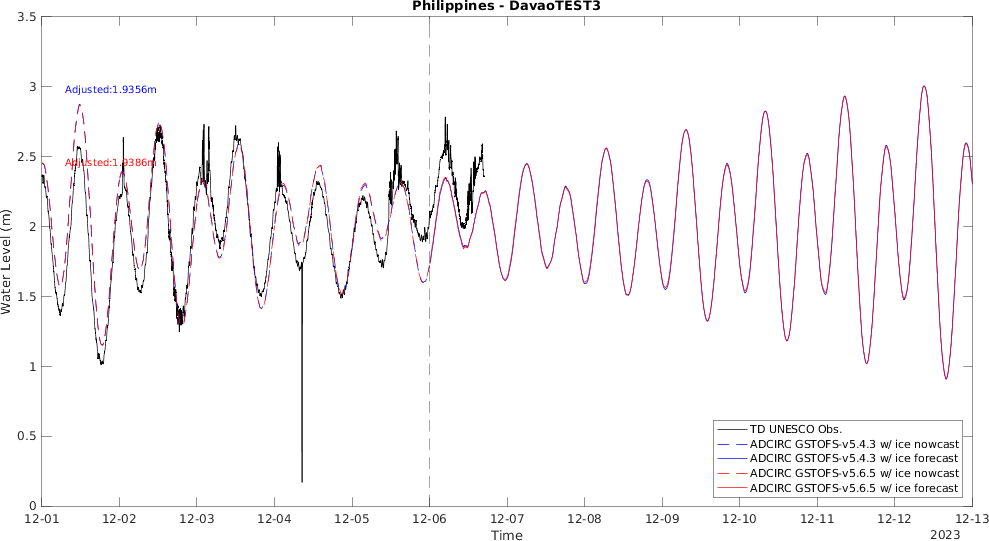 Philippines - DavaoTEST3
3.5
3
2.5
2
1.5
1
0.5
0
Water Level (m)
Adjusted:1.9356m
Adjusted:1.9386m
TD UNESCO Obs.
ADCIRC GSTOFS-v5.4.3 w/ ice nowcast
ADCIRC GSTOFS-v5.4.3 w/ ice forecast
ADCIRC GSTOFS-v5.6.5 w/ ice nowcast
ADCIRC GSTOFS-v5.6.5 w/ ice forecast
12-01 12-02 12-03 12-04 12-05 12-06 12-07 12-08 12-09 12-10 12-11 12-12 12-13
Time
2023